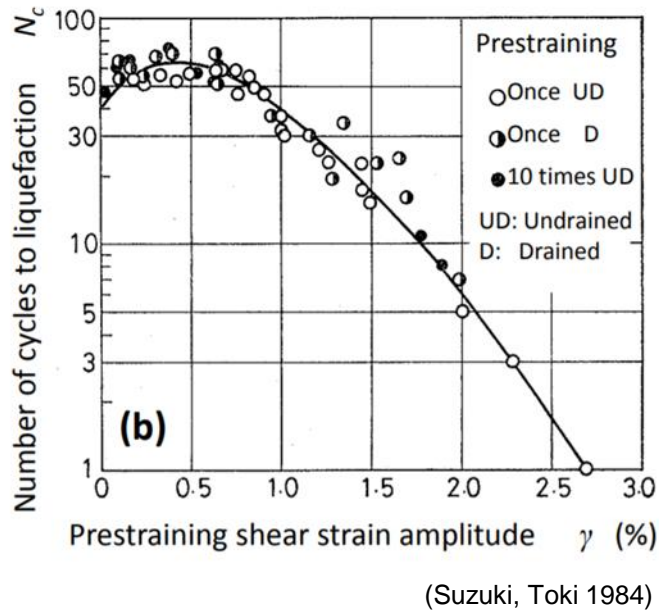 Number of cycles to liquefaction Nc
100
50
30
10
5
3
1
Prestraining
Once UD
Once D
10 times UD
UD: Undrained
D: Drained
(b)
0 0.5 1.0 1.5 2.0 2.5 3.0
Prestraining shear strain amplitude γ (%)
(Suzuki, Toki 1984)